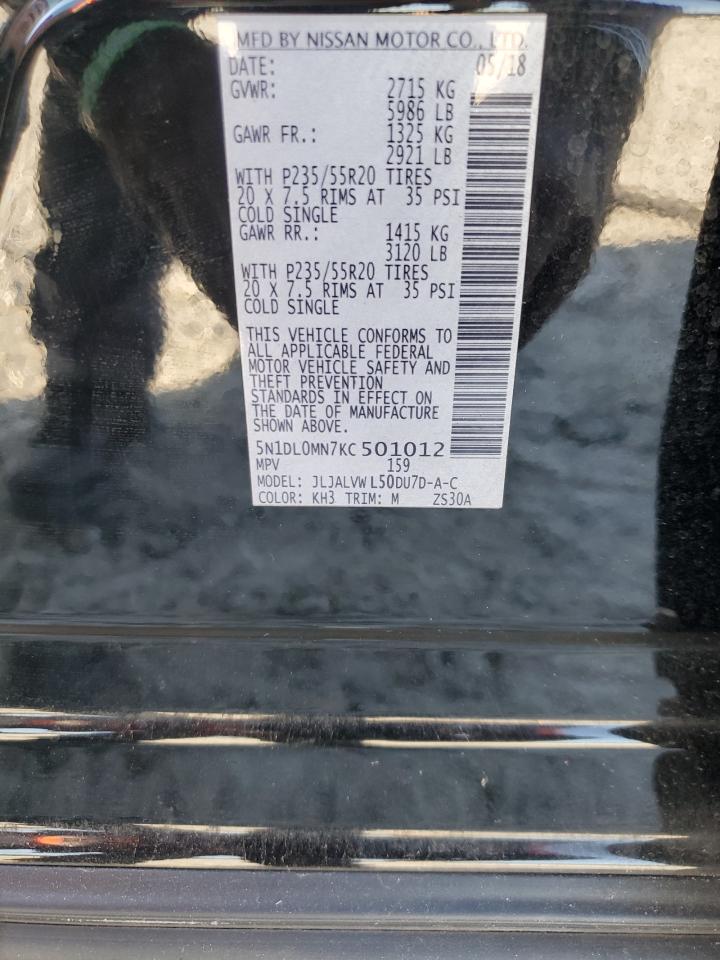 MFD BY NISSAN MOTOR CO., LTD.
DATE: 05/18
GVWR: 2715 KG
5986 LB
GAWR FR.: 1325 KG
2921 LB
WITH P235/55R20 TIRES
20 X 7.5 RIMS AT 35 PSI
COLD SINGLE
GAWR RR.: 1415 KG
3120 LB
WITH P235/55R20 TIRES
20 X 7.5 RIMS AT 35 PSI
COLD SINGLE
THIS VEHICLE CONFORMS TO
ALL APPLICABLE FEDERAL
MOTOR VEHICLE SAFETY AND
THEFT PREVENTION
STANDARDS IN EFFECT ON
THE DATE OF MANUFACTURE
SHOWN ABOVE.
5N1DL0MN7KC501012
MPV 159
MODEL: JLJALVWL50DU7D-A-C
COLOR: KH3 TRIM: M ZS30A